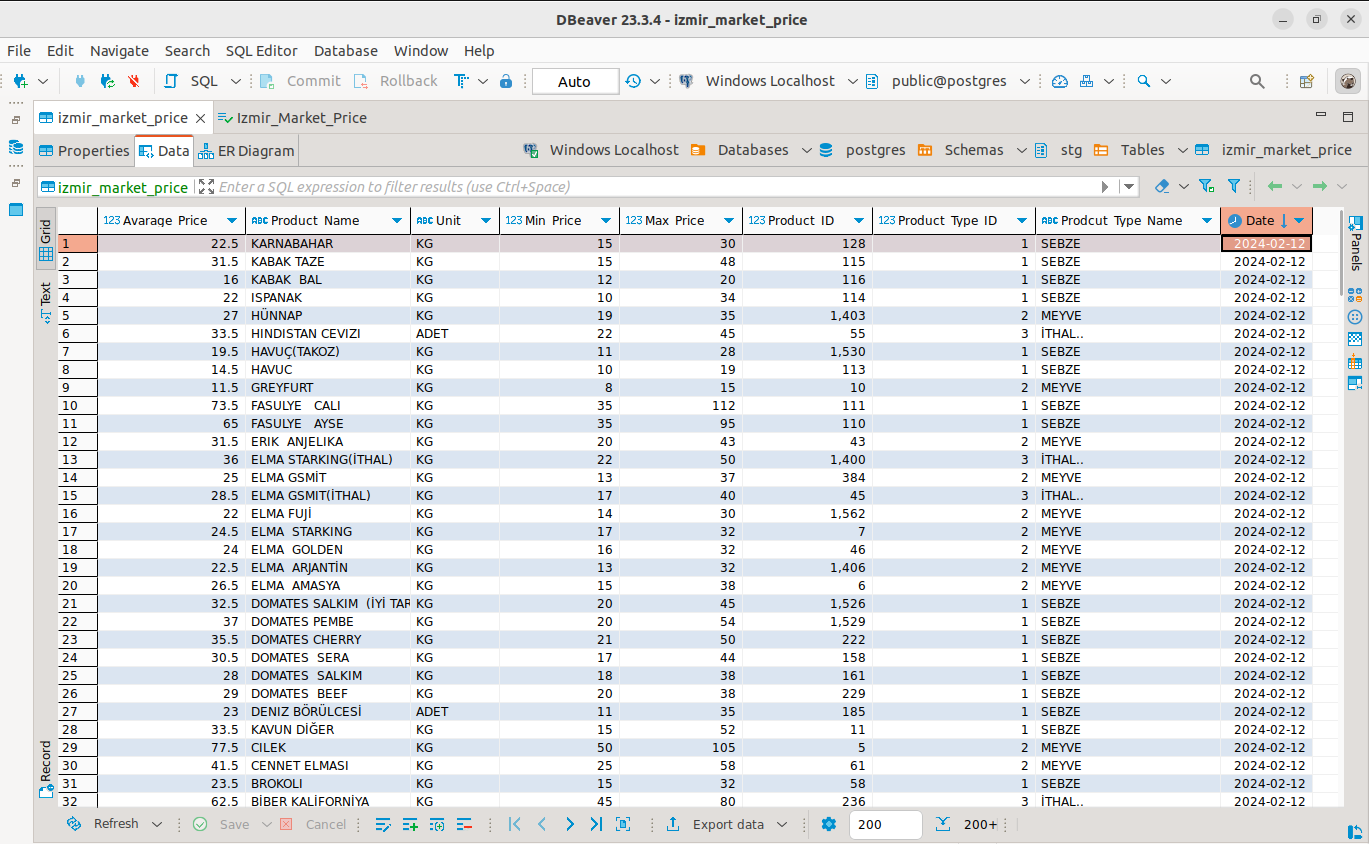 DBeaver 23.3.4 - izmir_market_price
File Edit Navigate Search SQL Editor Database Window Help
SQL Commit Rollback Auto Windows Localhost public@postgres
izmir_market_price Izmir_Market_Price
Properties Data ER Diagram Windows Localhost Databases postgres Schemas stg Tables izmir_market_price
izmir_market_price Enter a SQL expression to filter results (use Ctrl+Space)
Grid
Text
Record
Panels
123 Avarage_Price ABC Product_Name ABC Unit 123 Min_Price 123 Max_Price 123 Product_ID 123 Product_Type_ID ABC Prodcut_Type_Name Date
1 22.5 KARNABAHAR KG 15 30 128 1 SEBZE 2024-02-12
2 31.5 KABAK TAZE KG 15 48 115 1 SEBZE 2024-02-12
3 16 KABAK  BAL KG 12 20 116 1 SEBZE 2024-02-12
4 22 ISPANAK KG 10 34 114 1 SEBZE 2024-02-12
5 27 HÜNNAP KG 19 35 1,403 2 MEYVE 2024-02-12
6 33.5 HINDISTAN CEVIZI ADET 22 45 55 3 İTHAL.. 2024-02-12
7 19.5 HAVUÇ(TAKOZ) KG 11 28 1,530 1 SEBZE 2024-02-12
8 14.5 HAVUC KG 10 19 113 1 SEBZE 2024-02-12
9 11.5 GREYFURT KG 8 15 10 2 MEYVE 2024-02-12
10 73.5 FASULYE   CALI KG 35 112 111 1 SEBZE 2024-02-12
11 65 FASULYE   AYSE KG 35 95 110 1 SEBZE 2024-02-12
12 31.5 ERIK  ANJELIKA KG 20 43 43 2 MEYVE 2024-02-12
13 36 ELMA STARKING(İTHAL) KG 22 50 1,400 3 İTHAL.. 2024-02-12
14 25 ELMA GSMİT KG 13 37 384 2 MEYVE 2024-02-12
15 28.5 ELMA GSMIT(İTHAL) KG 17 40 45 3 İTHAL.. 2024-02-12
16 22 ELMA FUJİ KG 14 30 1,562 2 MEYVE 2024-02-12
17 24.5 ELMA  STARKING KG 17 32 7 2 MEYVE 2024-02-12
18 24 ELMA  GOLDEN KG 16 32 46 2 MEYVE 2024-02-12
19 22.5 ELMA  ARJANTİN KG 13 32 1,406 2 MEYVE 2024-02-12
20 26.5 ELMA  AMASYA KG 15 38 6 2 MEYVE 2024-02-12
21 32.5 DOMATES SALKIM  (İYİ TAR KG 20 45 1,526 1 SEBZE 2024-02-12
22 37 DOMATES PEMBE KG 20 54 1,529 1 SEBZE 2024-02-12
23 35.5 DOMATES CHERRY KG 21 50 222 1 SEBZE 2024-02-12
24 30.5 DOMATES  SERA KG 17 44 158 1 SEBZE 2024-02-12
25 28 DOMATES  SALKIM KG 18 38 161 1 SEBZE 2024-02-12
26 29 DOMATES  BEEF KG 20 38 229 1 SEBZE 2024-02-12
27 23 DENIZ BÖRÜLCESİ ADET 11 35 185 1 SEBZE 2024-02-12
28 33.5 KAVUN DİĞER KG 15 52 11 1 SEBZE 2024-02-12
29 77.5 CILEK KG 50 105 5 2 MEYVE 2024-02-12
30 41.5 CENNET ELMASI KG 25 58 61 2 MEYVE 2024-02-12
31 23.5 BROKOLI KG 15 32 58 1 SEBZE 2024-02-12
32 62.5 BİBER KALİFORNİYA KG 45 80 236 3 İTHAL.. 2024-02-12
Refresh Save Cancel Export data 200 200+